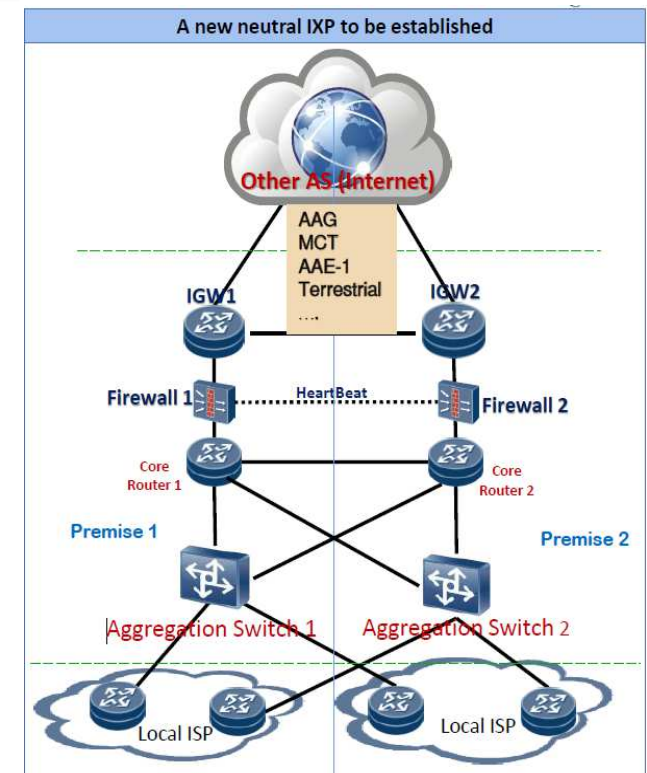 A new neutral IXP to be established
Other AS (Internet)
AAG
MCT
AAE-1
Terrestrial
....
IGW1
IGW2
Firewall 1
HeartBeat
Firewall 2
Core
Router 1
Core
Router 2
Premise 1
Premise 2
Aggregation Switch 1
Aggregation Switch 2
Local ISP
Local ISP